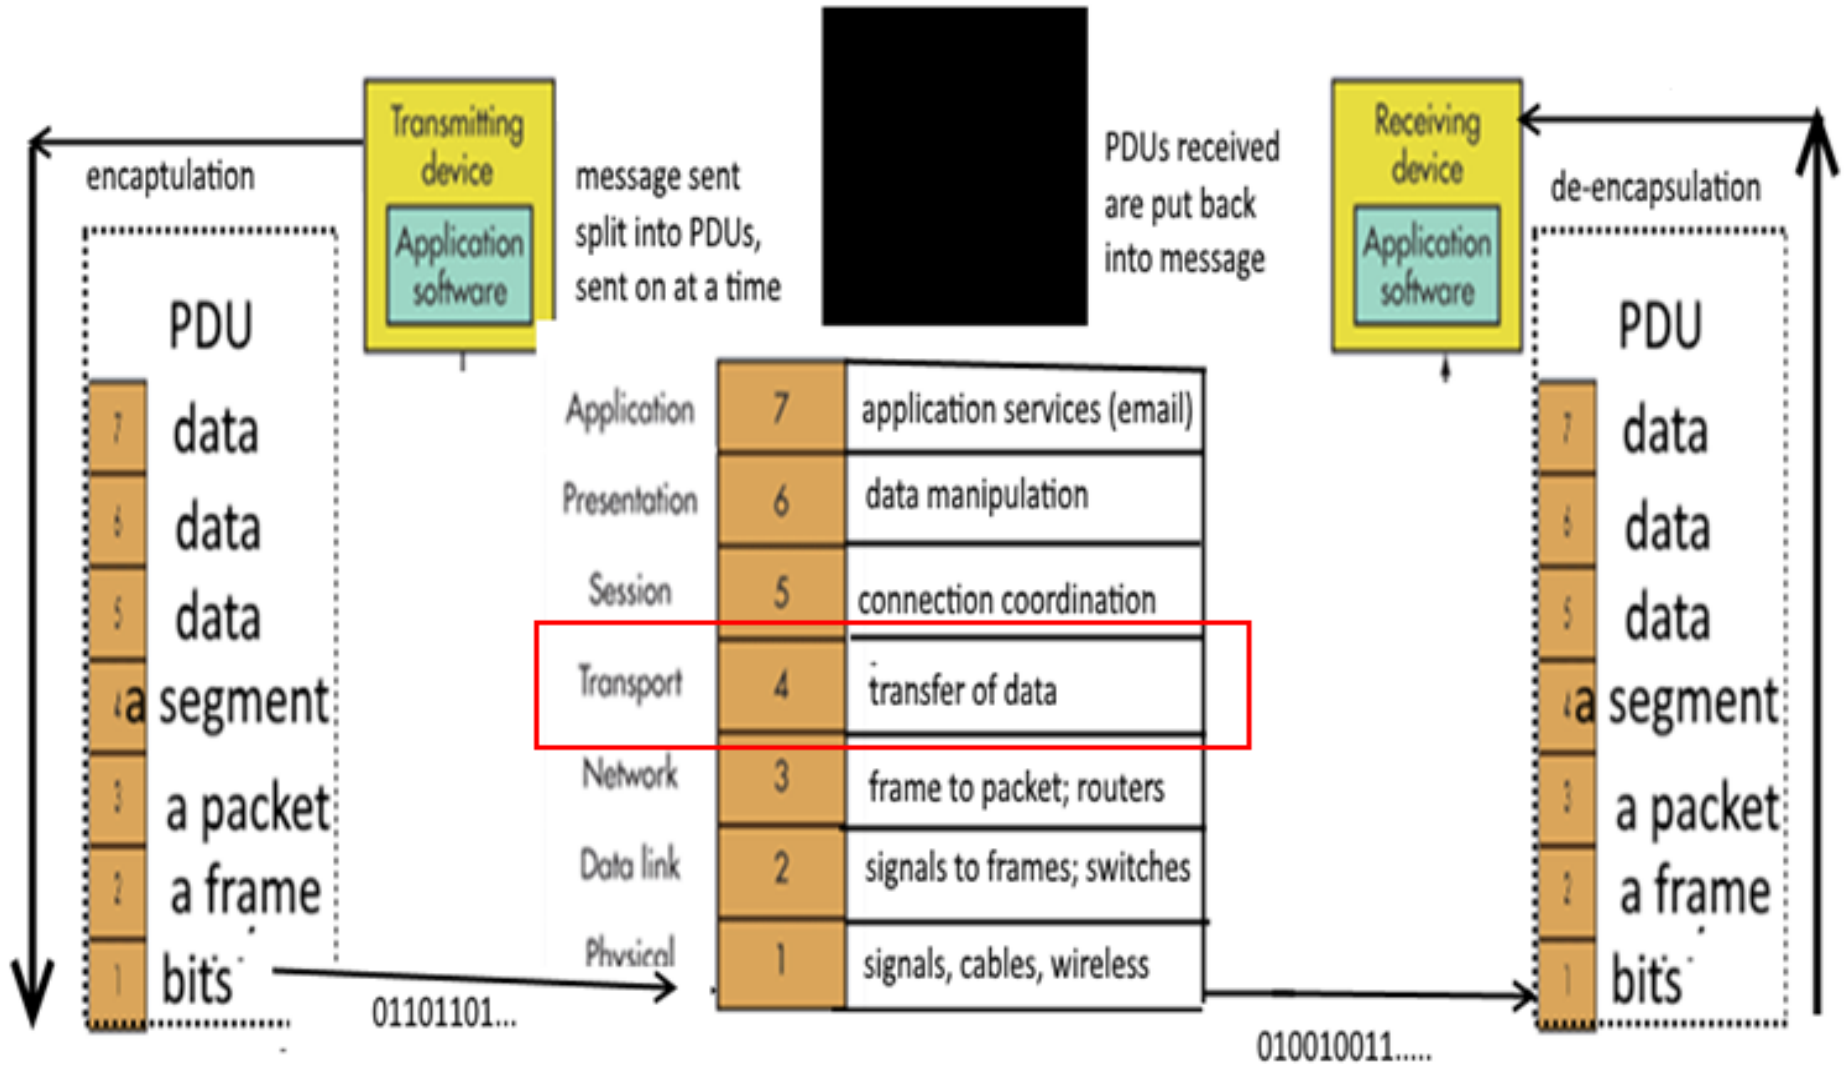 encaptulation
PDU
7
data
6
data
5
data
4
a segment
3
a packet
2
a frame
1
bits
01101101...
Transmitting
device
Application
software
message sent
split into PDUs,
sent on at a time
PDUs received
are put back
into message
Application 7 application services (email)
Presentation 6 data manipulation
Session 5 connection coordination
Transport 4 transfer of data
Network 3 frame to packet; routers
Data link 2 signals to frames; switches
Physical 1 signals, cables, wireless
010010011.....
Receiving
device
Application
software
de-encapsulation
PDU
7
data
6
data
5
data
4
a segment
3
a packet
2
a frame
1
bits